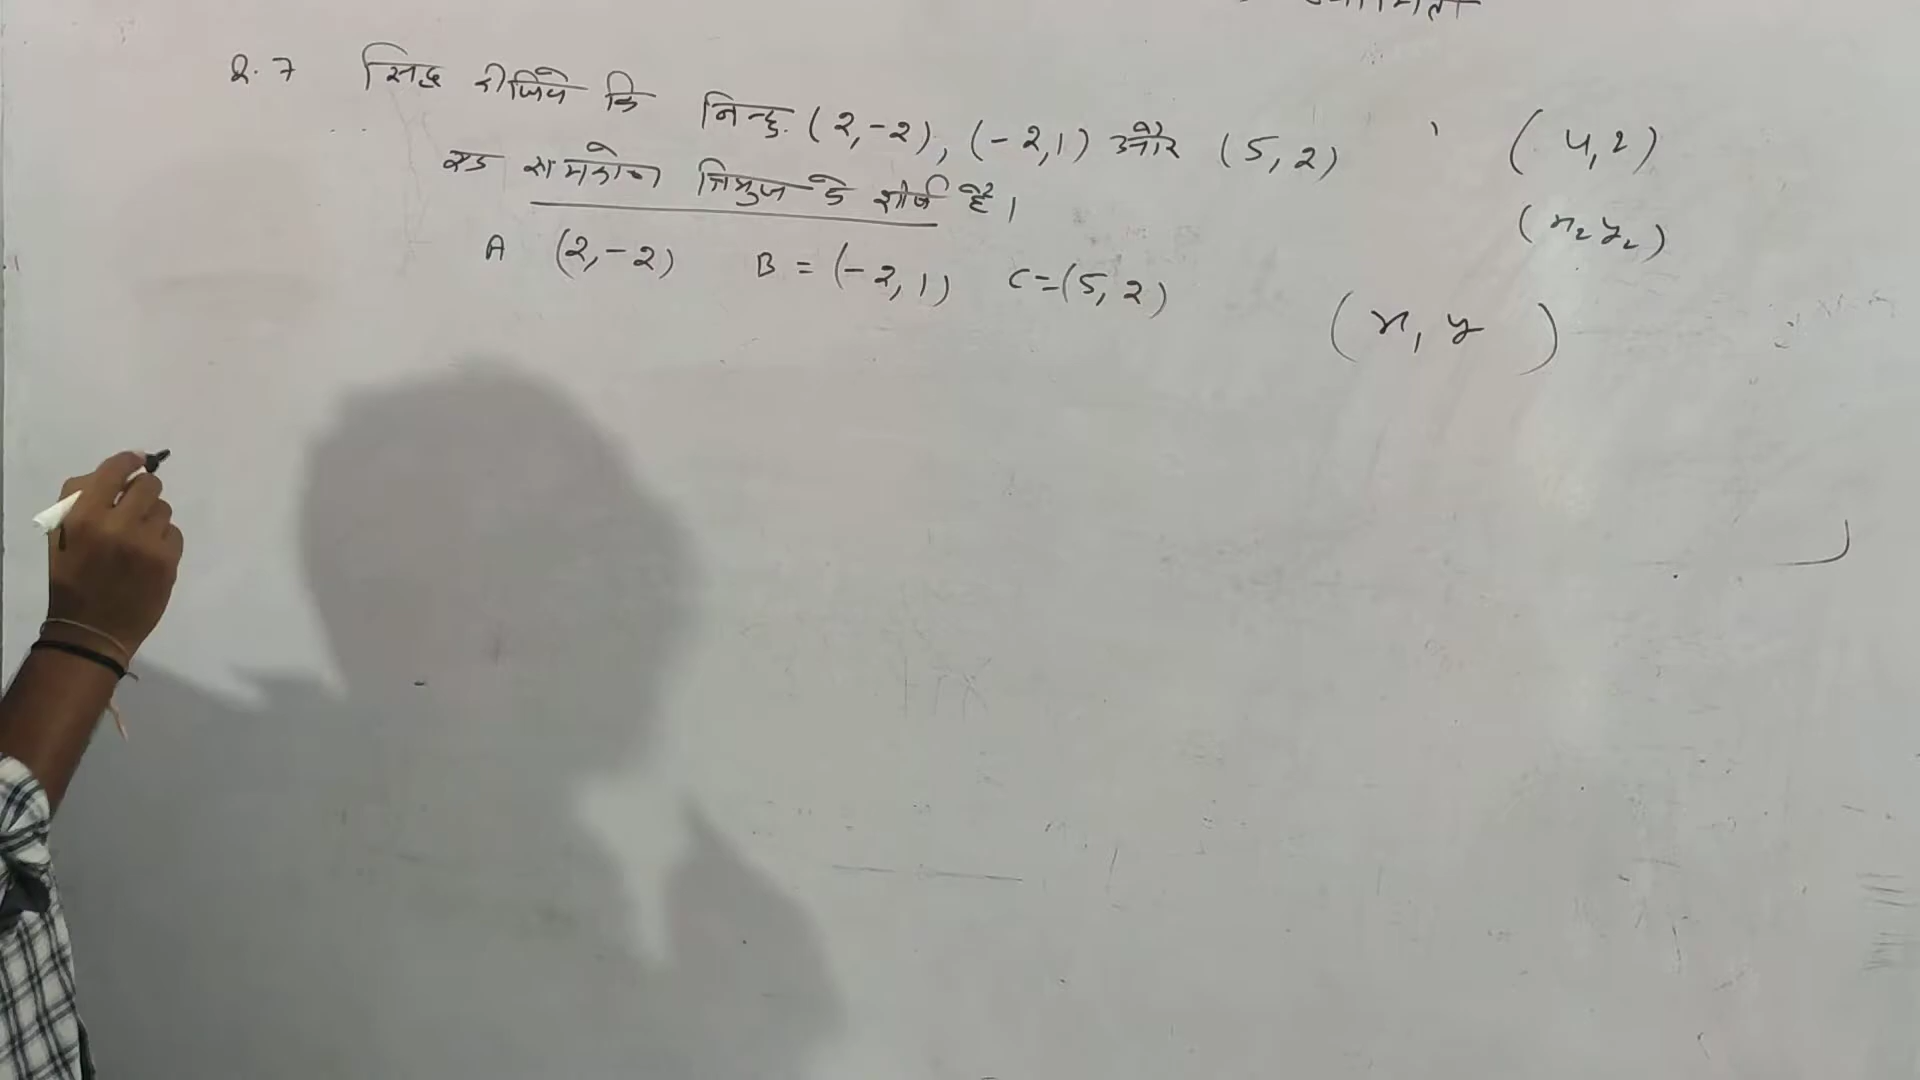 Q. 7 सिद्ध कीजिये कि बिन्दु (2,-2), (-2,1) और (5,2)
एक समकोण त्रिभुज के शीर्ष है।
A (2,-2) B = (-2,1) C=(5,2)
(4,2)
(x₂ y₂)
(x, y )